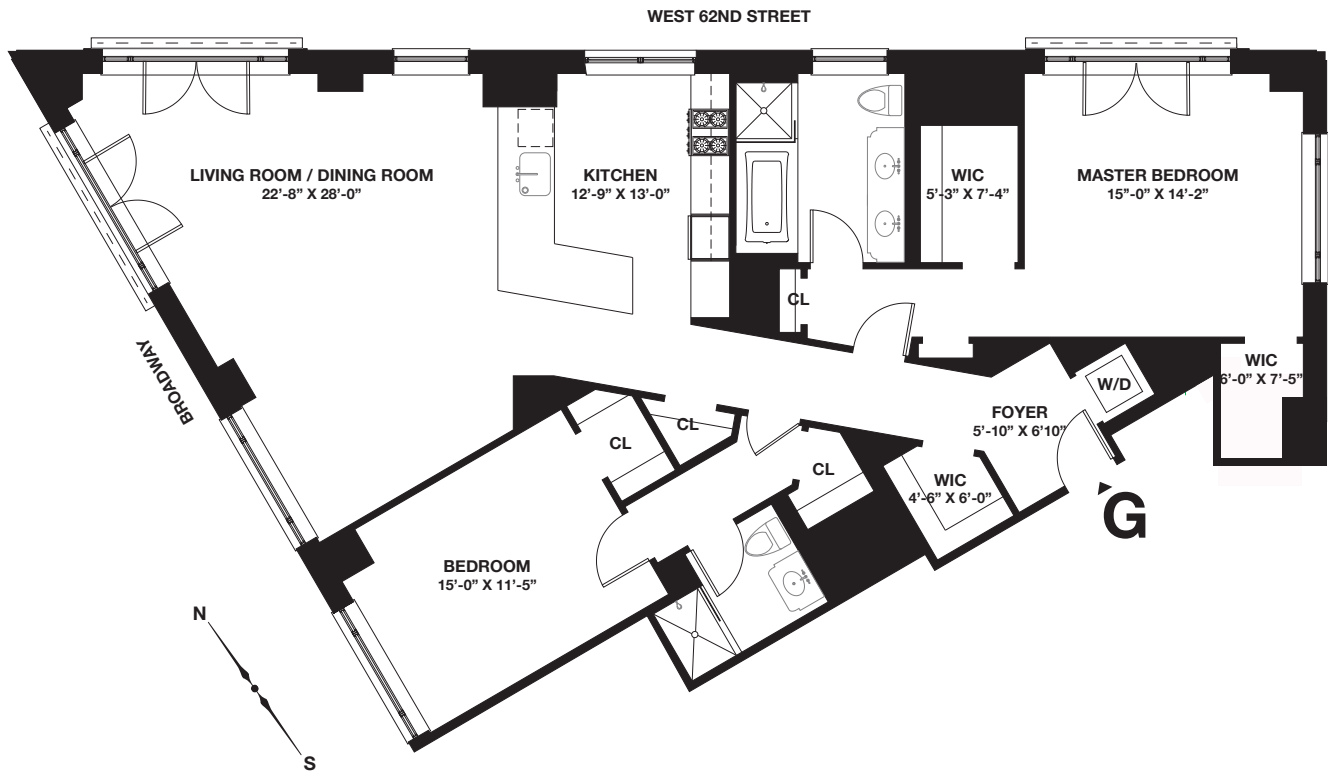 WEST 62ND STREET
LIVING ROOM / DINING ROOM
22'-8" X 28'-0"
KITCHEN
12'-9" X 13'-0"
WIC
5'-3" X 7'-4"
MASTER BEDROOM
15"-0" X 14'-2"
CL
BROADWAY
WIC
6'-0" X 7'-5"
W/D
FOYER
5'-10" X 6'10"
CL
CL
CL
WIC
4'-6" X 6'-0"
G
BEDROOM
15'-0" X 11'-5"
N
S